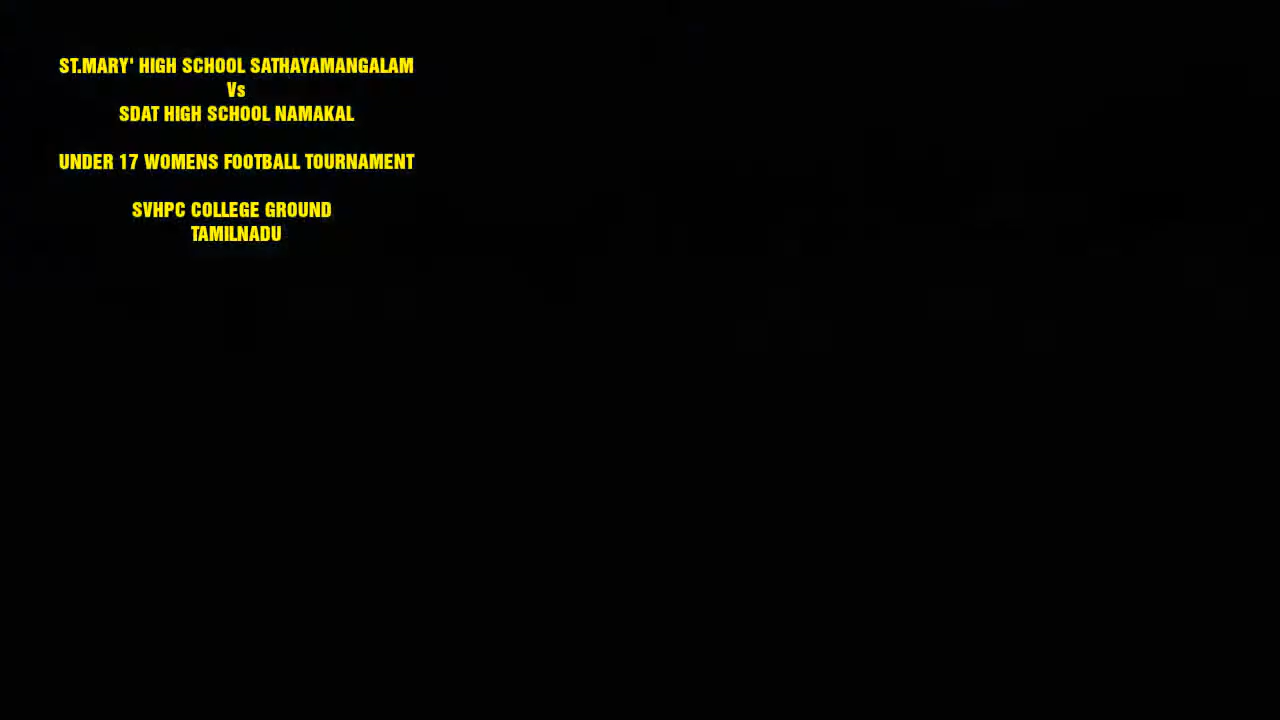 ST.MARY' HIGH SCHOOL SATHAYAMANGALAM
Vs
SDAT HIGH SCHOOL NAMAKAL
UNDER 17 WOMENS FOOTBALL TOURNAMENT
SVHPC COLLEGE GROUND
TAMILNADU